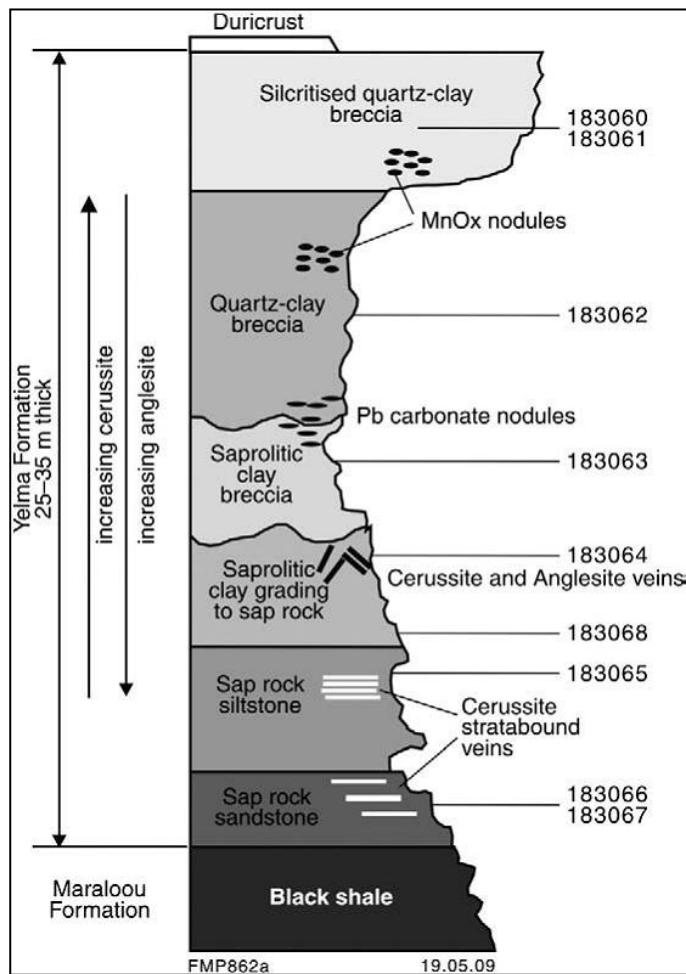 Duricrust
Silcritised quartz-clay
breccia
183060
183061
MnOx nodules
Quartz-clay
breccia
183062
Pb carbonate nodules
Saprolitic
clay
breccia
183063
183064
Cerussite and Anglesite veins
Saprolitic
clay grading
to sap rock
183068
183065
Sap rock
siltstone
Cerussite
stratabound
veins
Sap rock
sandstone
183066
183067
Yelma Formation
25–35 m thick
increasing cerussite
increasing anglesite
Maraloou
Formation
Black shale
FMP862a
19.05.09